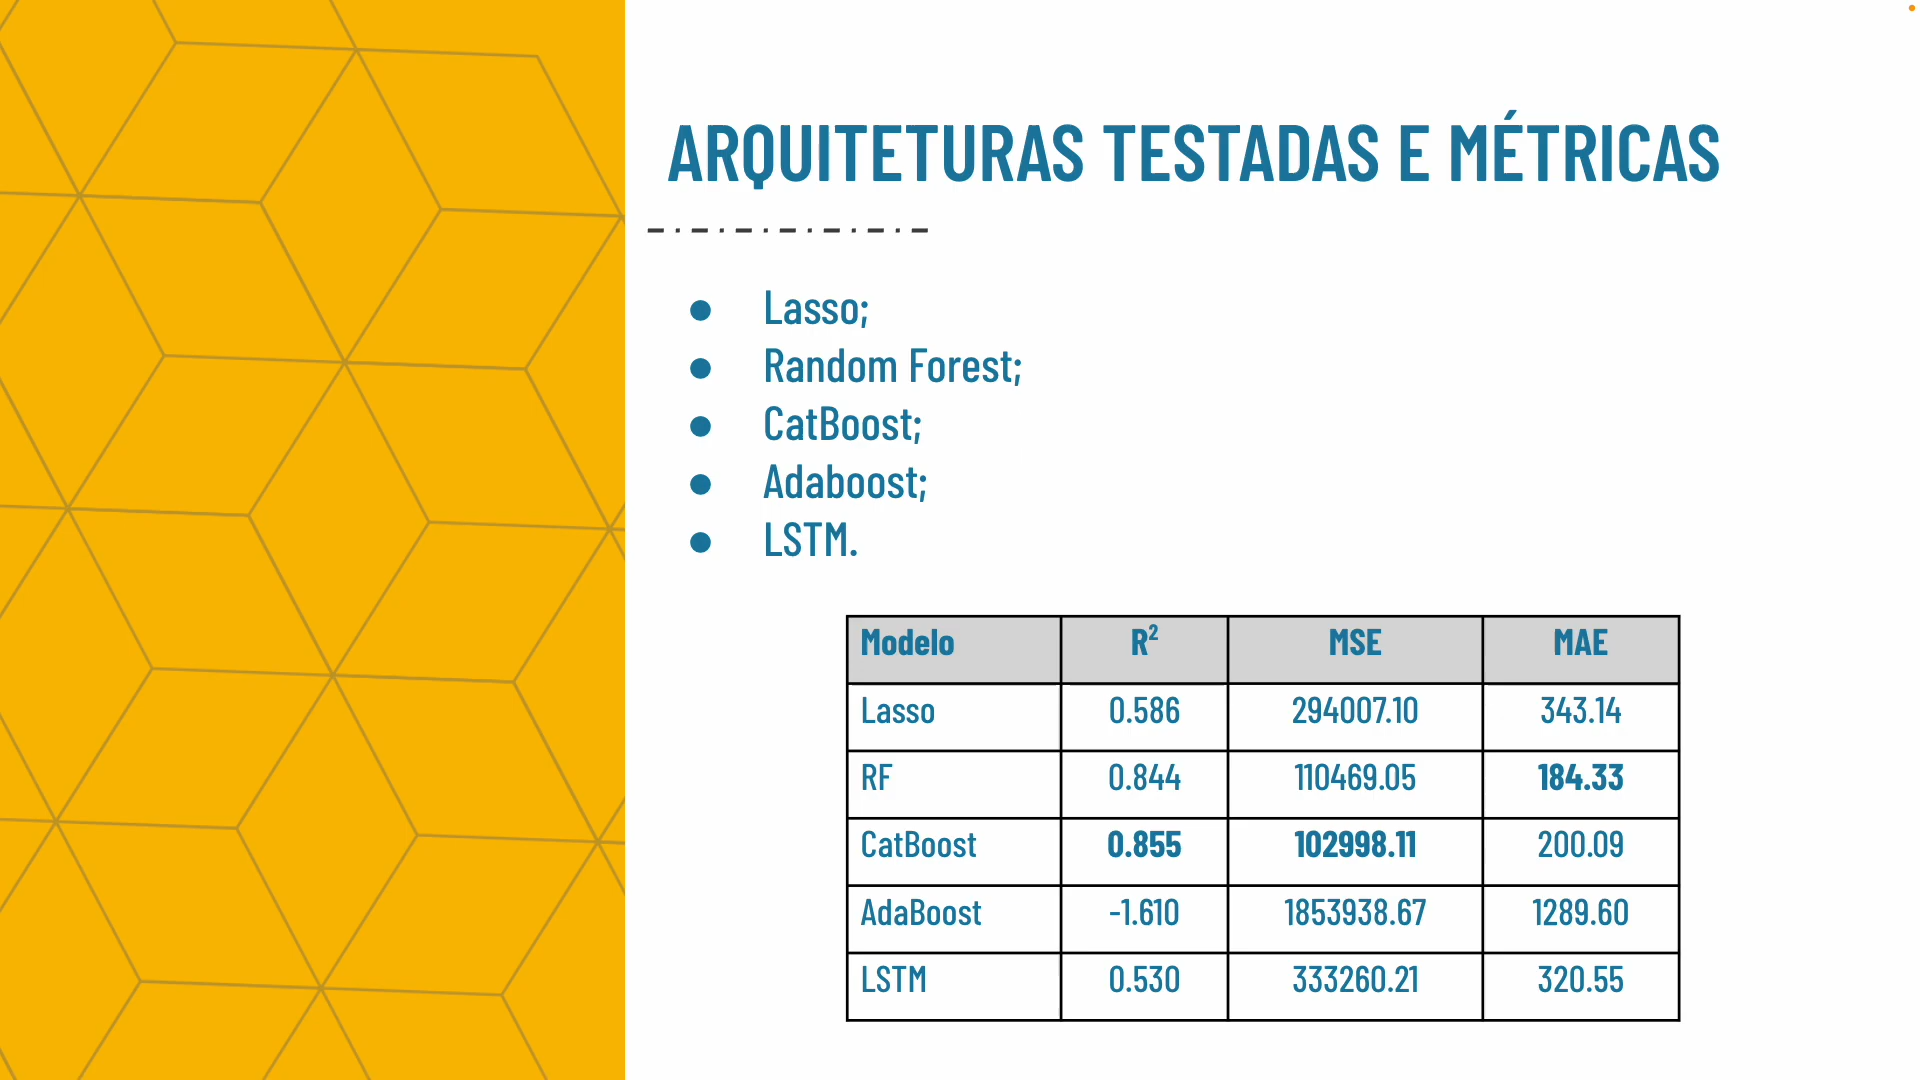 ARQUITETURAS TESTADAS E MÉTRICAS
● Lasso;
● Random Forest;
● CatBoost;
● Adaboost;
● LSTM.
Modelo R² MSE MAE
Lasso 0.586 294007.10 343.14
RF 0.844 110469.05 184.33
CatBoost 0.855 102998.11 200.09
AdaBoost -1.610 1853938.67 1289.60
LSTM 0.530 333260.21 320.55